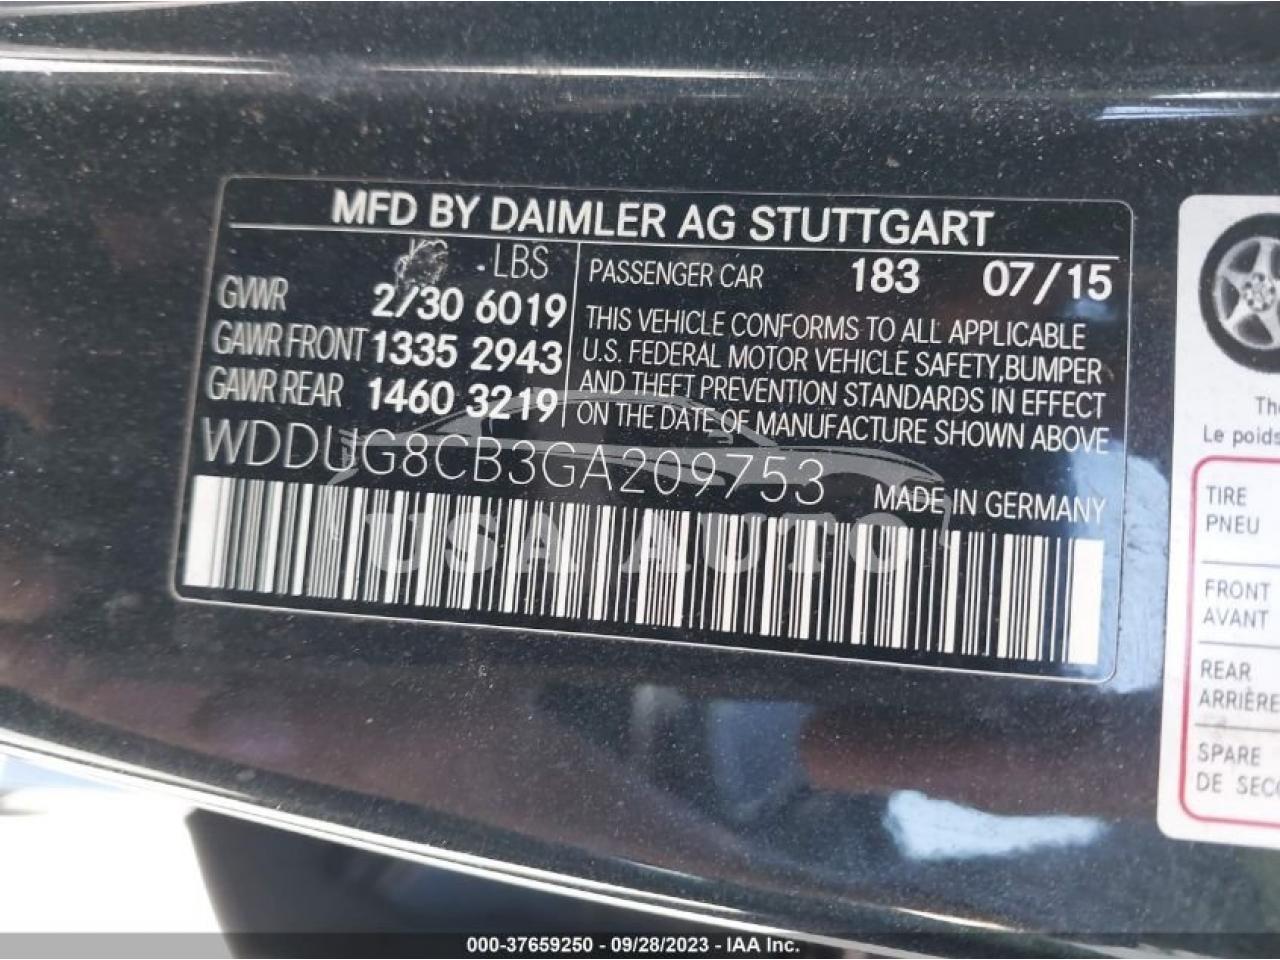 MFD BY DAIMLER AG STUTTGART
LBS
GVWR 2730 6019
GAWR FRONT 1335 2943
GAWR REAR 1460 3219
PASSENGER CAR 183 07/15
THIS VEHICLE CONFORMS TO ALL APPLICABLE
U.S. FEDERAL MOTOR VEHICLE SAFETY,BUMPER
AND THEFT PREVENTION STANDARDS IN EFFECT
ON THE DATE OF MANUFACTURE SHOWN ABOVE
WDDUG8CB3GA209753
MADE IN GERMANY
USA AUTO
Le poids
TIRE
PNEU
FRONT
AVANT
REAR
ARRIÈRE
SPARE
DE
000-37659250 - 09/28/2023 - IAA Inc.